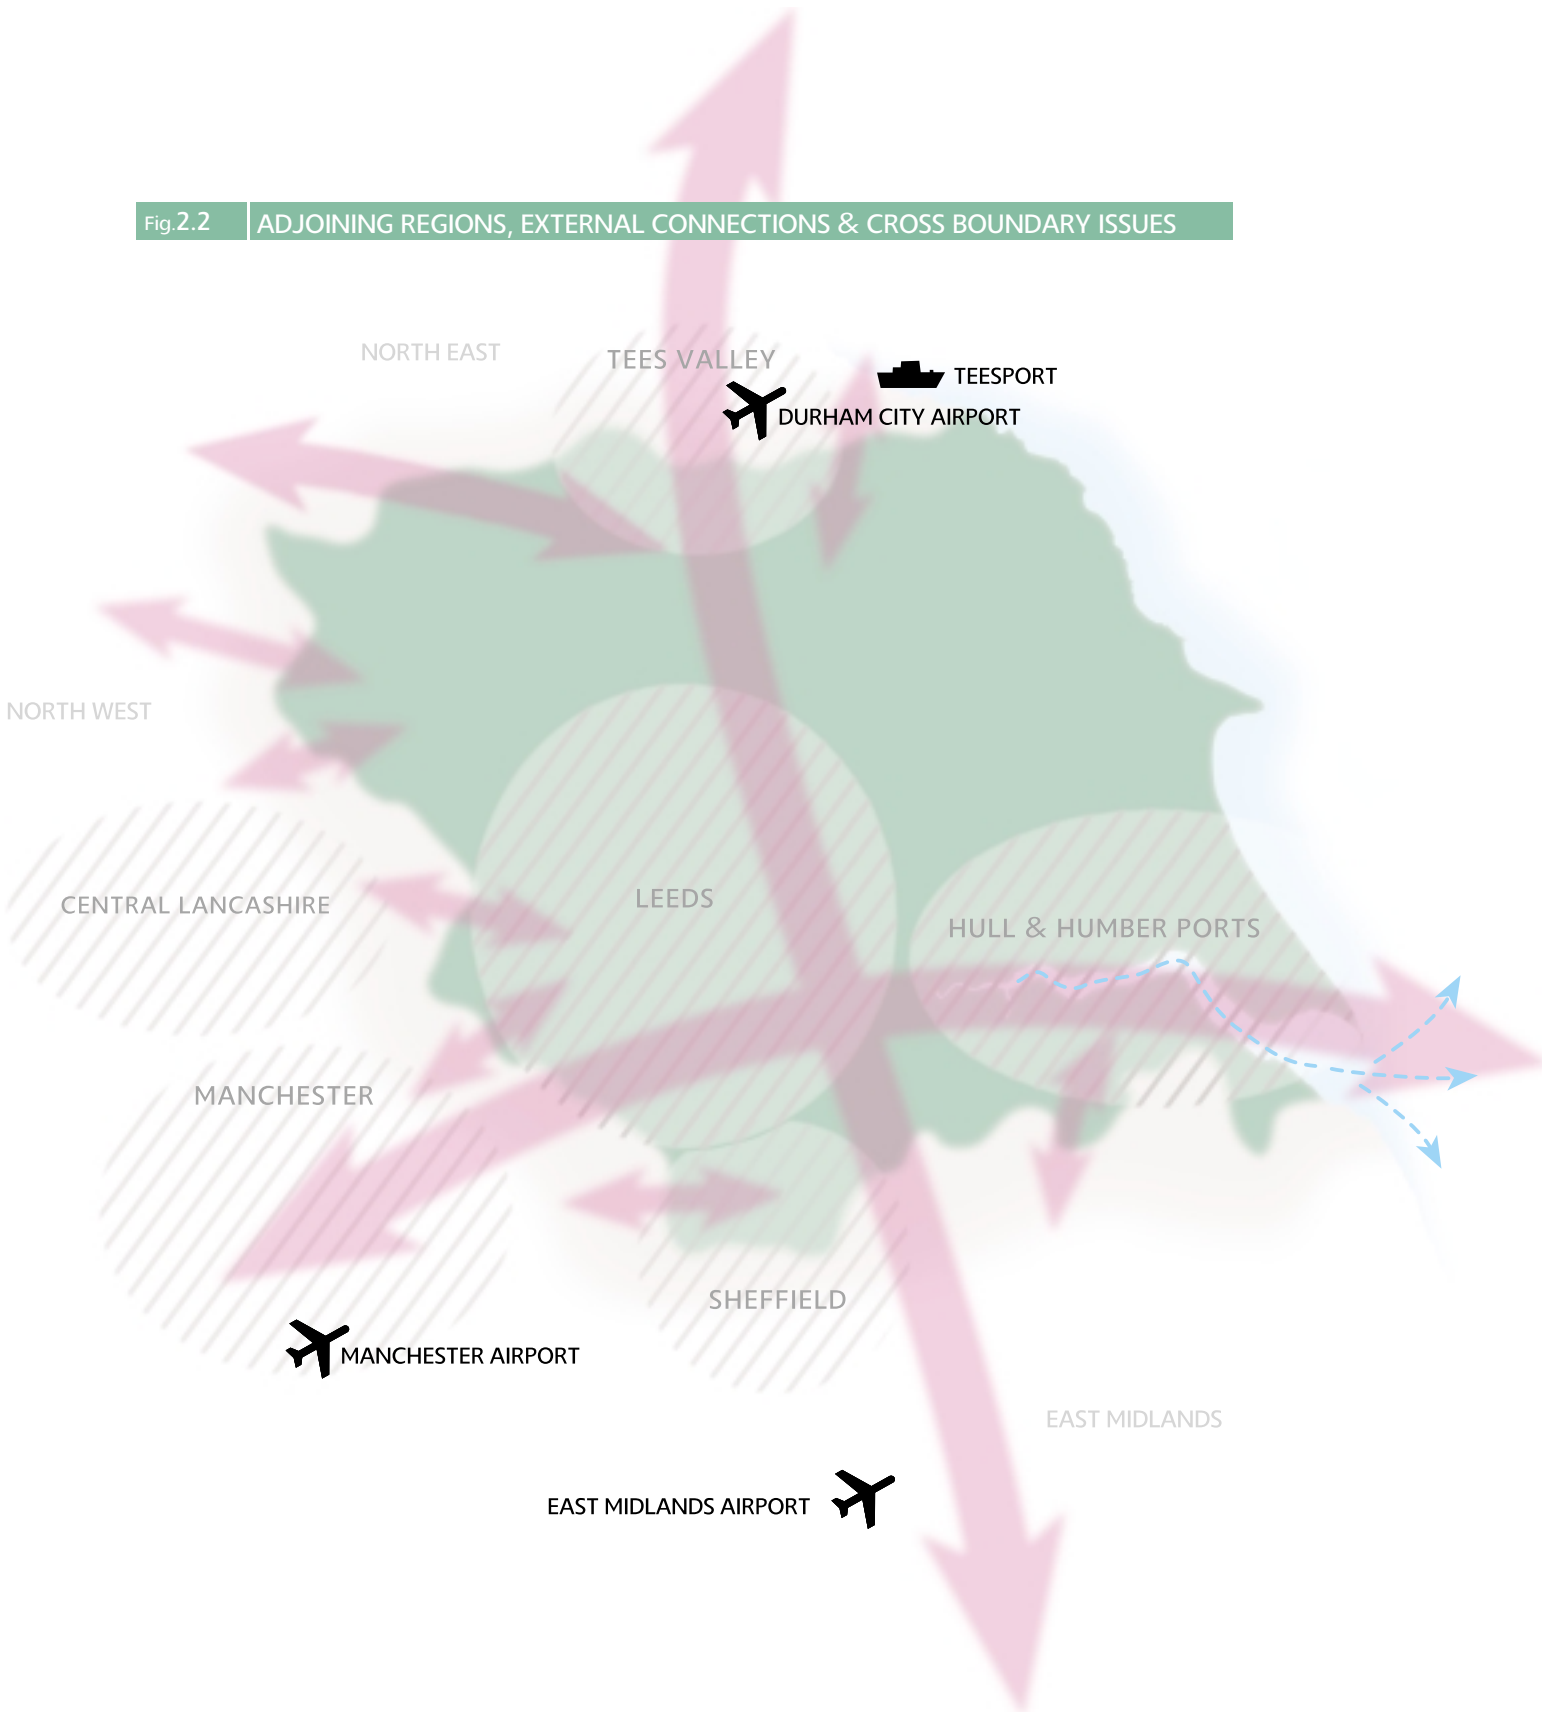 Fig.2.2 ADJOINING REGIONS, EXTERNAL CONNECTIONS & CROSS BOUNDARY ISSUES
NORTH EAST
TEES VALLEY
TEESPORT
DURHAM CITY AIRPORT
NORTH WEST
CENTRAL LANCASHIRE
LEEDS
HULL & HUMBER PORTS
MANCHESTER
SHEFFIELD
MANCHESTER AIRPORT
EAST MIDLANDS
EAST MIDLANDS AIRPORT